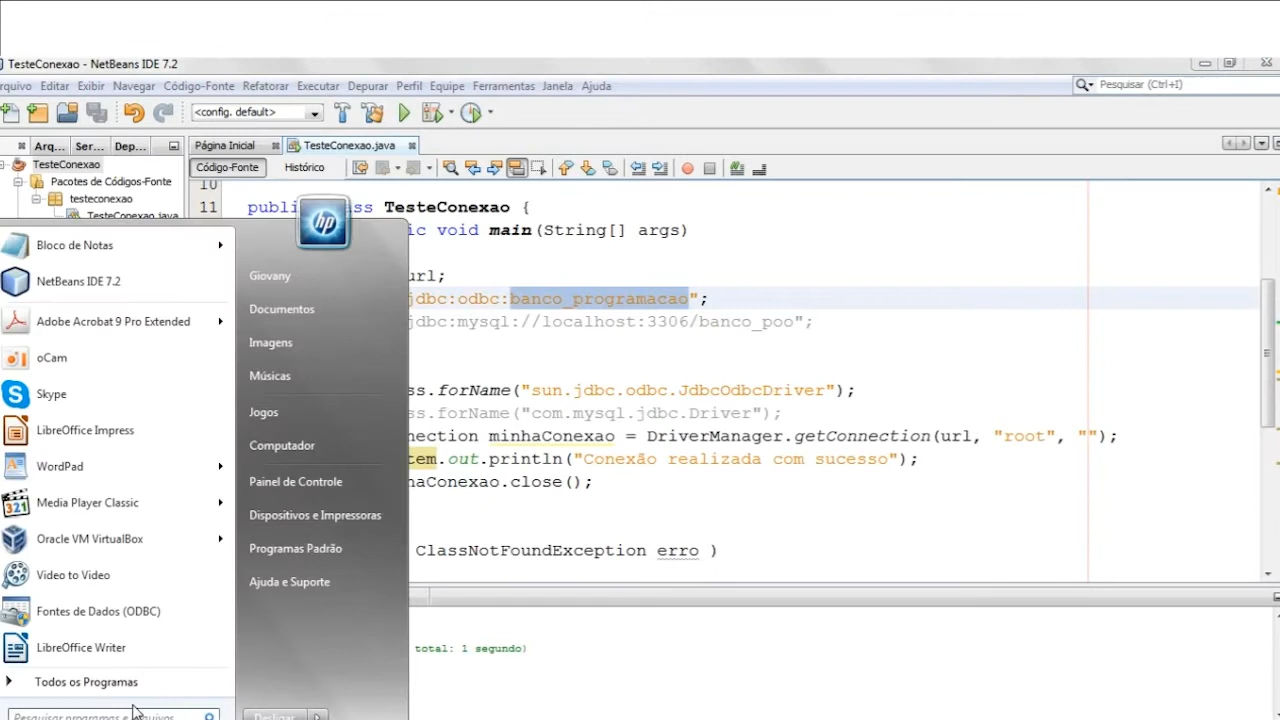 TesteConexao - NetBeans IDE 7.2
rquivo Editar Exibir Navegar Código-Fonte Refatorar Executar Depurar Perfil Equipe Ferramentas Janela Ajuda
Pesquisar (Ctrl+I)
<config. default>
Arq... Ser... Dep...
Página Inicial TesteConexao.java
TesteConexao
Código-Fonte Histórico
Pacotes de Códigos-Fonte
testeconexao
TesteConexao.java
10
11 publi ss TesteConexao {
ic void main(String[] args)
url;
jdbc:odbc:banco_programacao";
jdbc:mysql://localhost:3306/banco_poo";
ss.forName("sun.jdbc.odbc.JdbcOdbcDriver");
ss.forName("com.mysql.jdbc.Driver");
nection minhaConexao = DriverManager.getConnection(url, "root", "");
tem.out.println("Conexão realizada com sucesso");
haConexao.close();
ClassNotFoundException erro )
total: 1 segundo)
Bloco de Notas
NetBeans IDE 7.2
Adobe Acrobat 9 Pro Extended
oCam
Skype
LibreOffice Impress
WordPad
Media Player Classic
Oracle VM VirtualBox
Video to Video
Fontes de Dados (ODBC)
LibreOffice Writer
Todos os Programas
Pesquisar programas e arquivos
hp
Giovany
Documentos
Imagens
Músicas
Jogos
Computador
Painel de Controle
Dispositivos e Impressoras
Programas Padrão
Ajuda e Suporte
Desligar